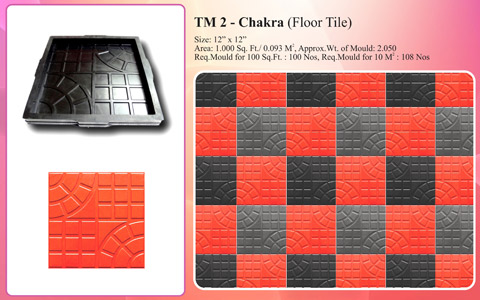 TM 2 - Chakra (Floor Tile)
Size: 12” x 12”
Area: 1.000 Sq. Ft./ 0.093 M², Approx.Wt. of Mould: 2.050
Req.Mould for 100 Sq.Ft. : 100 Nos, Req.Mould for 10 M² : 108 Nos